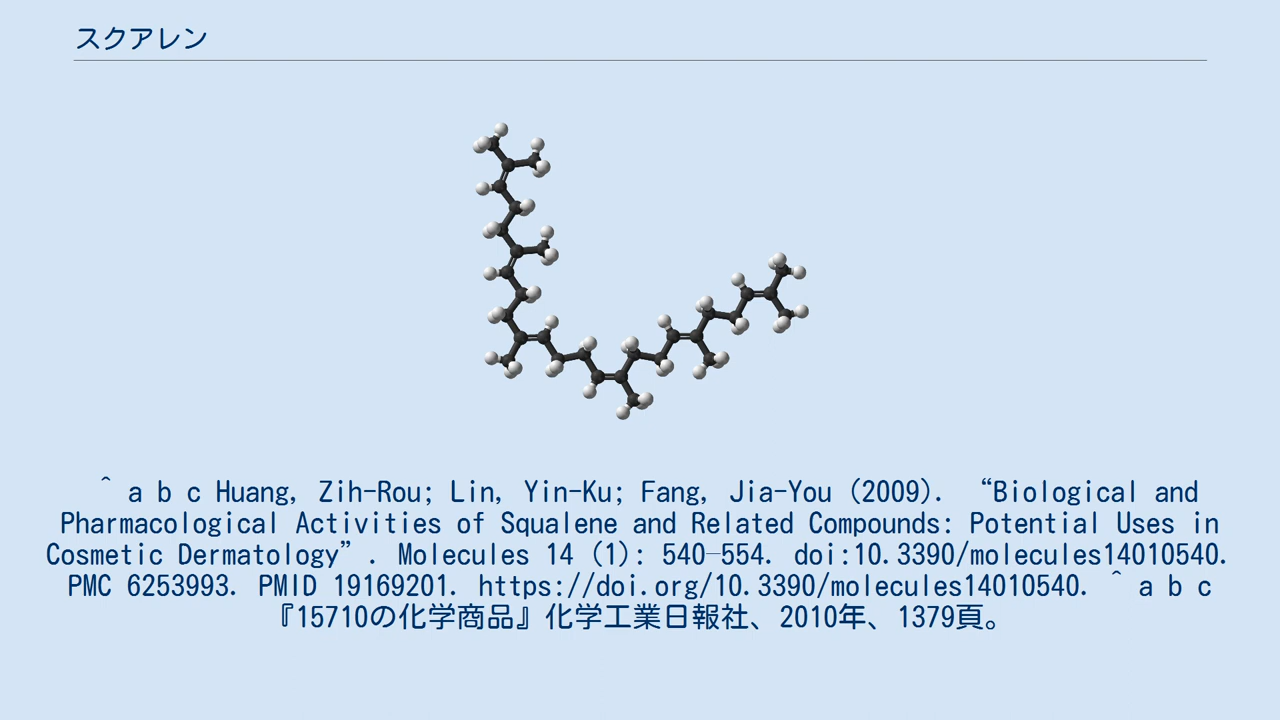 スクアレン
^ a b c Huang, Zih-Rou; Lin, Yin-Ku; Fang, Jia-You (2009). “Biological and
Pharmacological Activities of Squalene and Related Compounds: Potential Uses in
Cosmetic Dermatology”. Molecules 14 (1): 540–554. doi:10.3390/molecules14010540.
PMC 6253993. PMID 19169201. https://doi.org/10.3390/molecules14010540. ^ a b c
『15710の化学商品』化学工業日報社、2010年、1379頁。